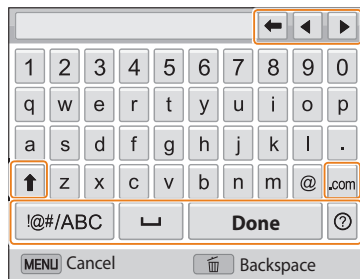 1 2 3 4 5 6 7 8 9 0
q w e r t y u i o p
a s d f g h j k l .
z x c v b n m @ .com
!@#/ABC Done ?
MENU Cancel Backspace